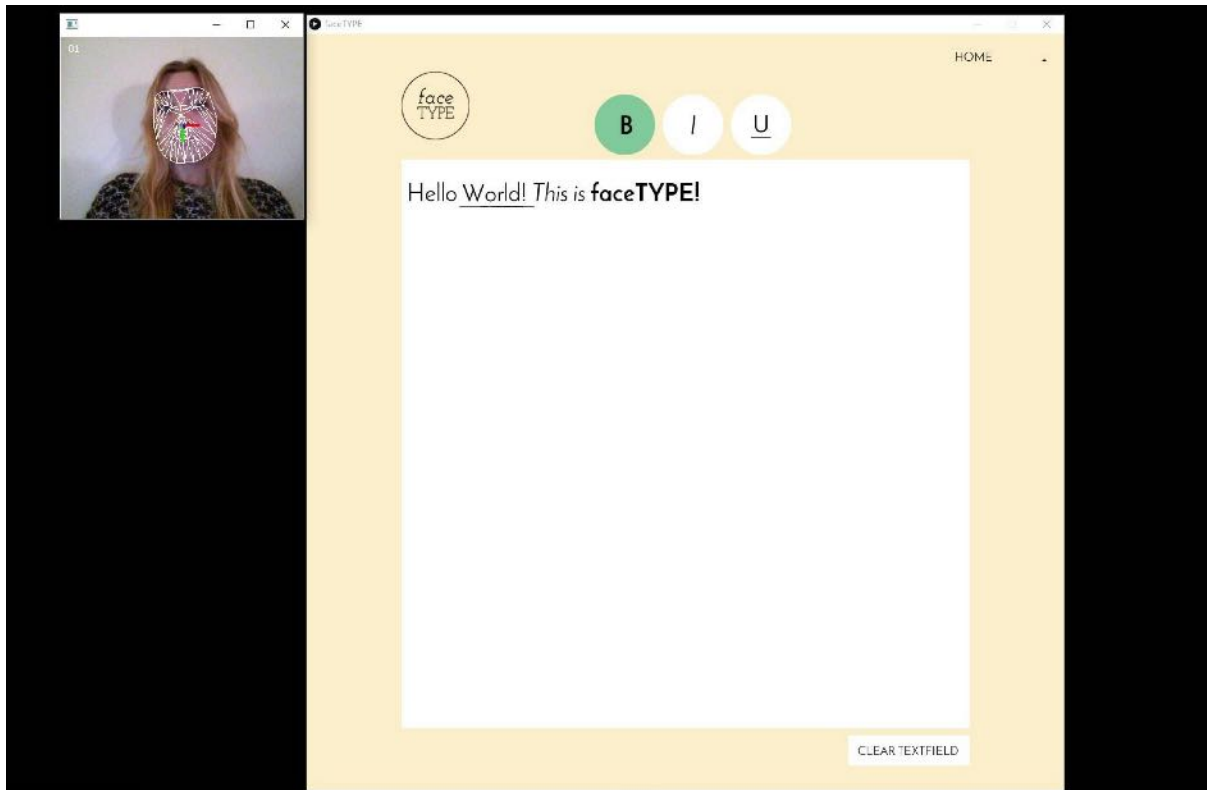 faceTYPE
01
HOME
face
TYPE
B I U
Hello World! This is faceTYPE!
CLEAR TEXTFIELD